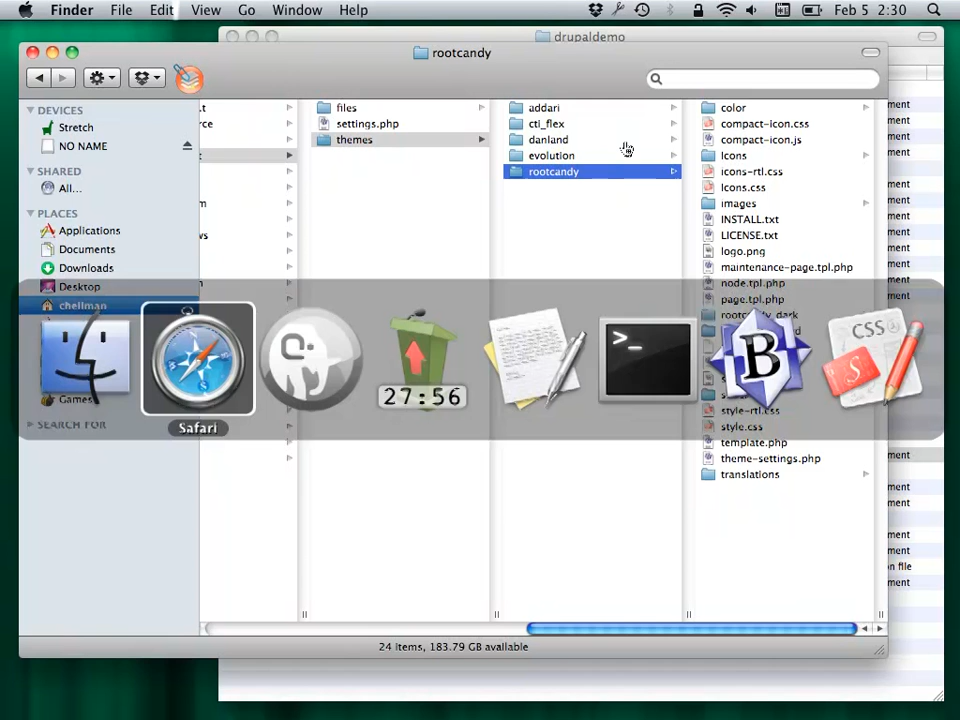 Finder File Edit View Go Window Help Feb 5 2:30
drupaldemo
rootcandy
DEVICES
Stretch
NO NAME
SHARED
All...
PLACES
Applications
Documents
Downloads
Desktop
chellman
Games
SEARCH FOR
files
settings.php
themes
addari
cti_flex
danland
evolution
rootcandy
color
compact-icon.css
compact-icon.js
icons
icons-rtl.css
icons.css
images
INSTALL.txt
LICENSE.txt
logo.png
maintenance-page.tpl.php
node.tpl.php
page.tpl.php
rootcandy_dark
style-rtl.css
style.css
template.php
theme-settings.php
translations
27:56
CSS
Safari
24 items, 183.79 GB available